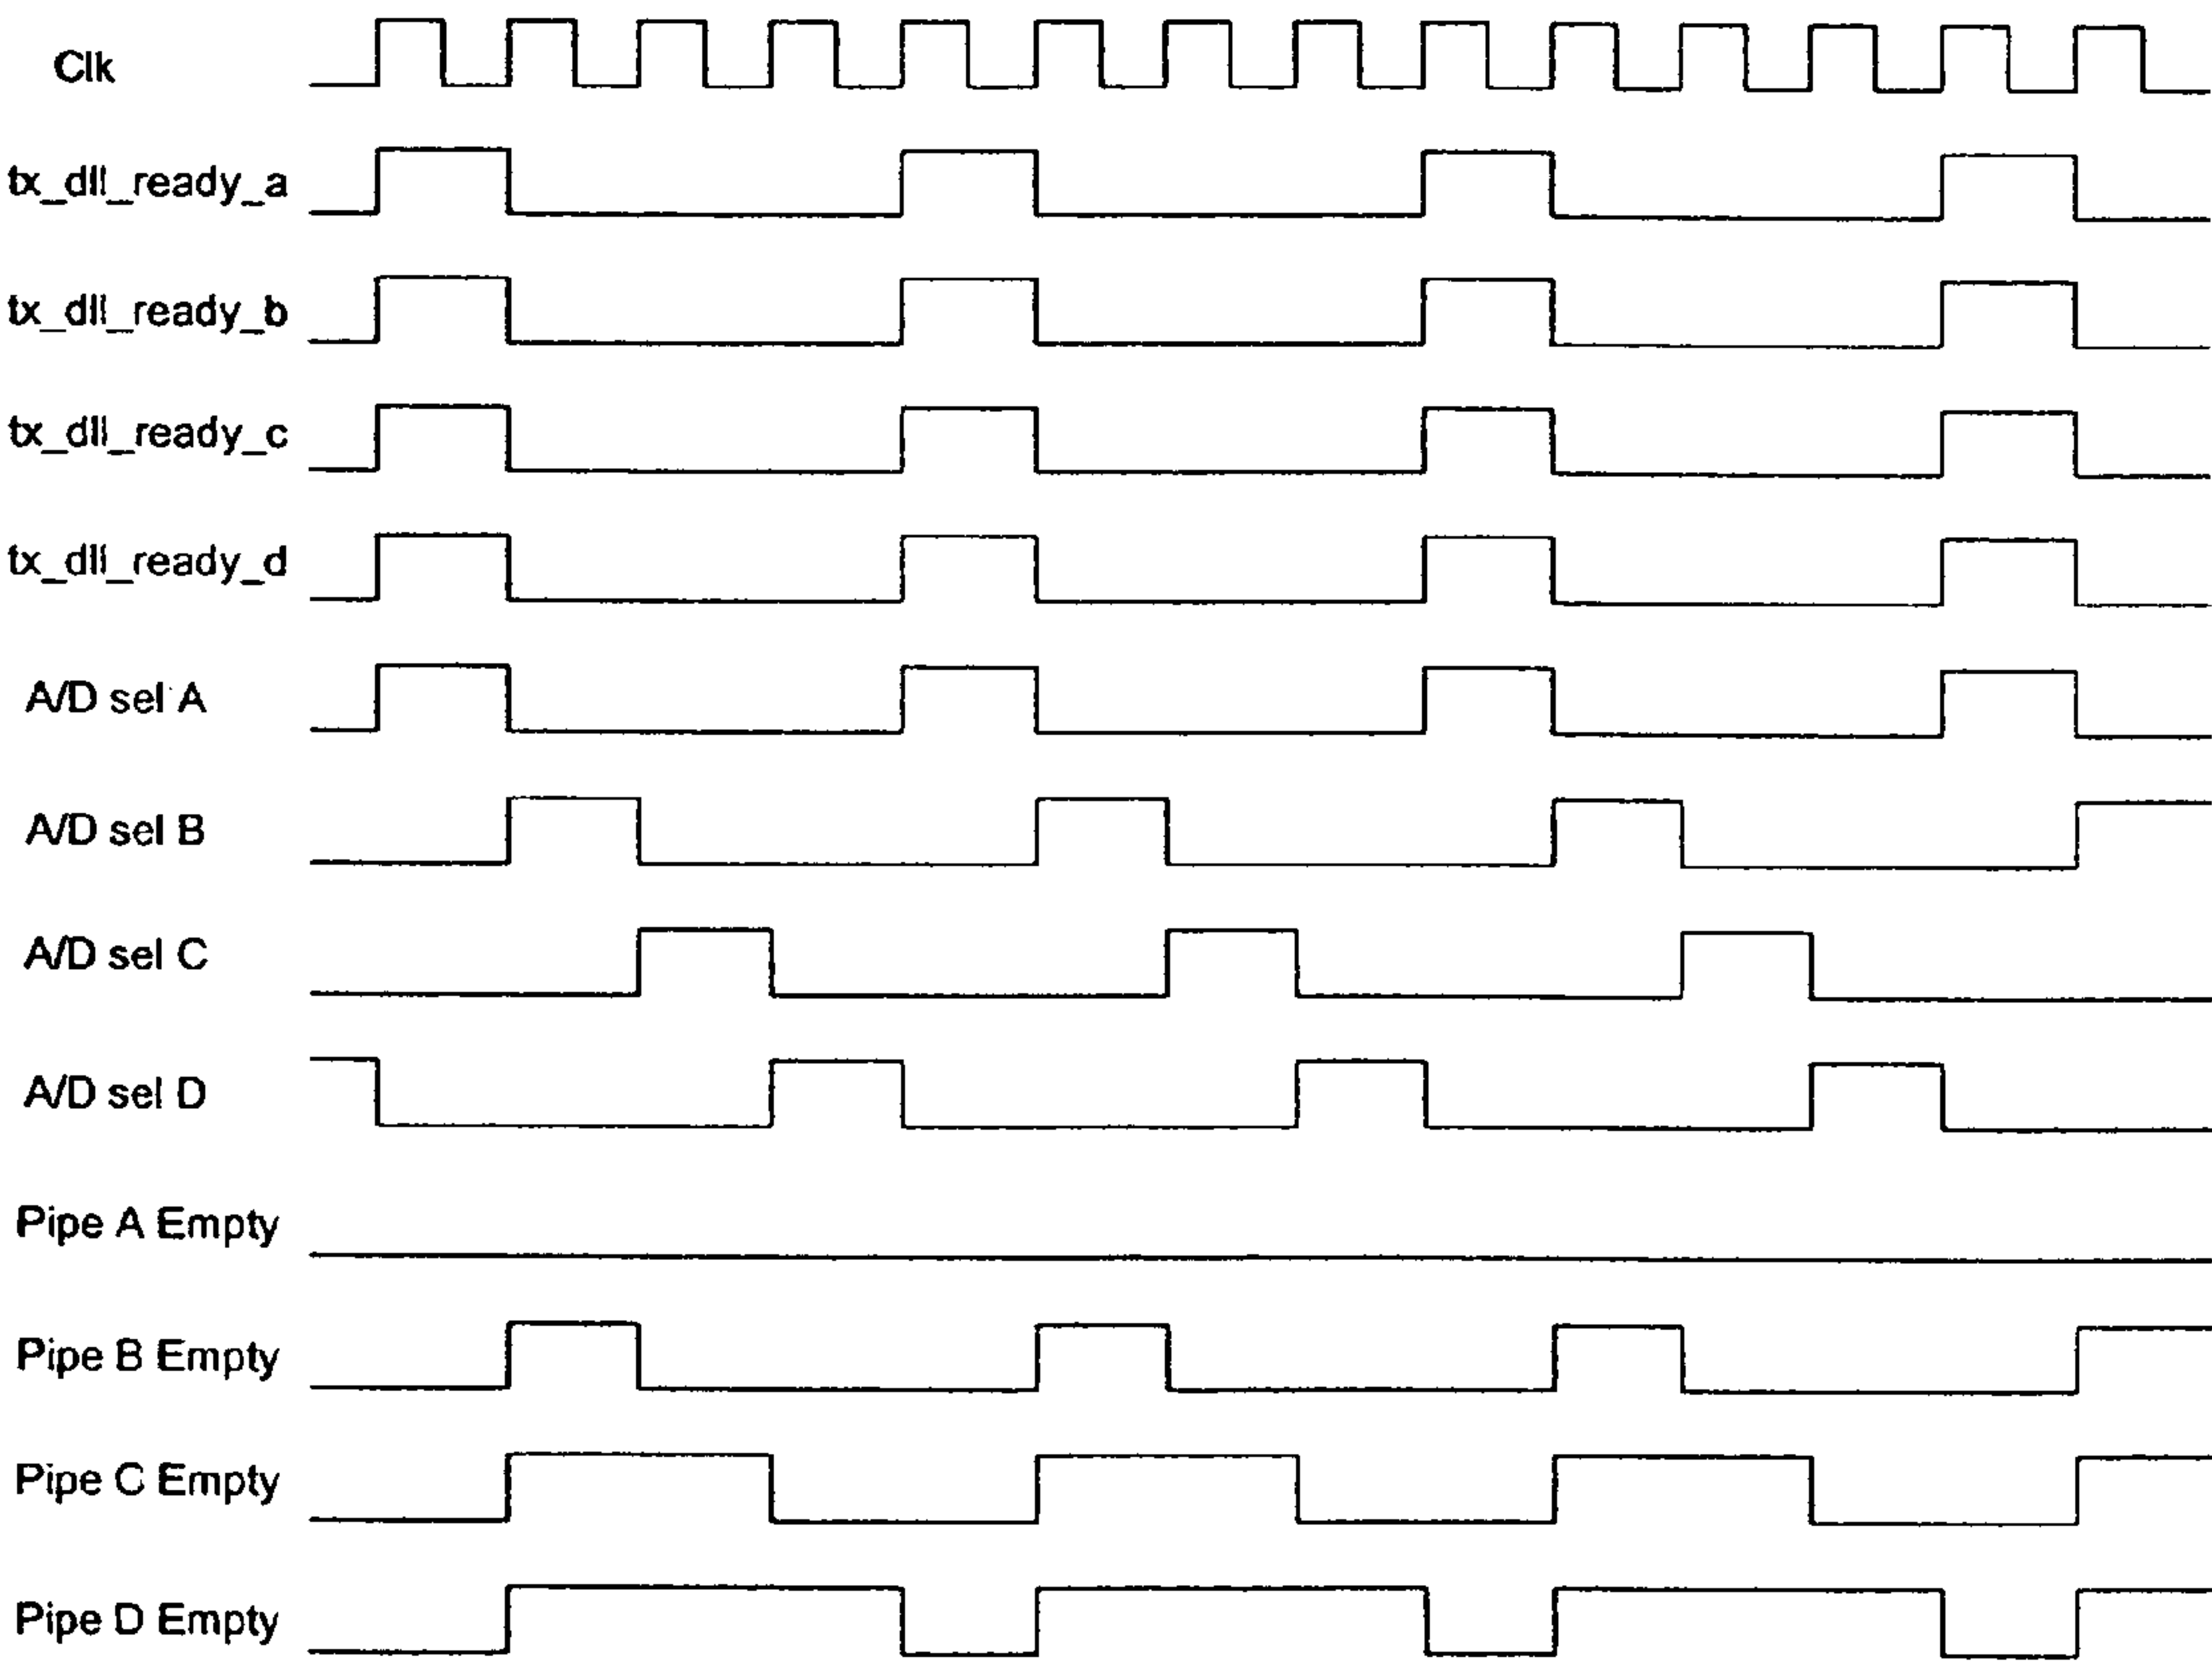 Clk
tx_dll_ready_a
tx_dll_ready_b
tx_dll_ready_c
tx_dll_ready_d
A/D sel A
A/D sel B
A/D sel C
A/D sel D
Pipe A Empty
Pipe B Empty
Pipe C Empty
Pipe D Empty